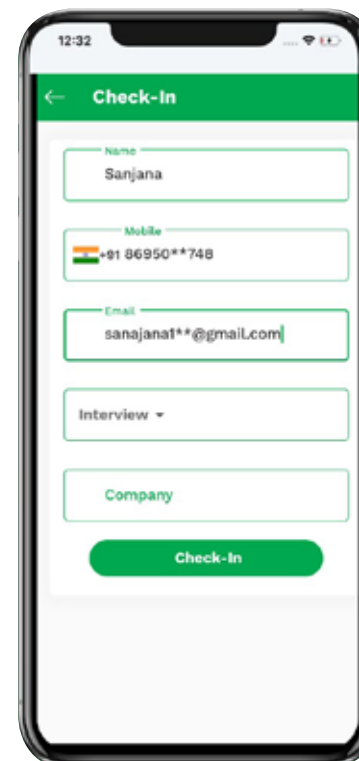 12:32
Check-In
Name
Sanjana
Mobile
+91 86950**748
Email
sanajana1**@gmail.com
Interview
Company
Check-In